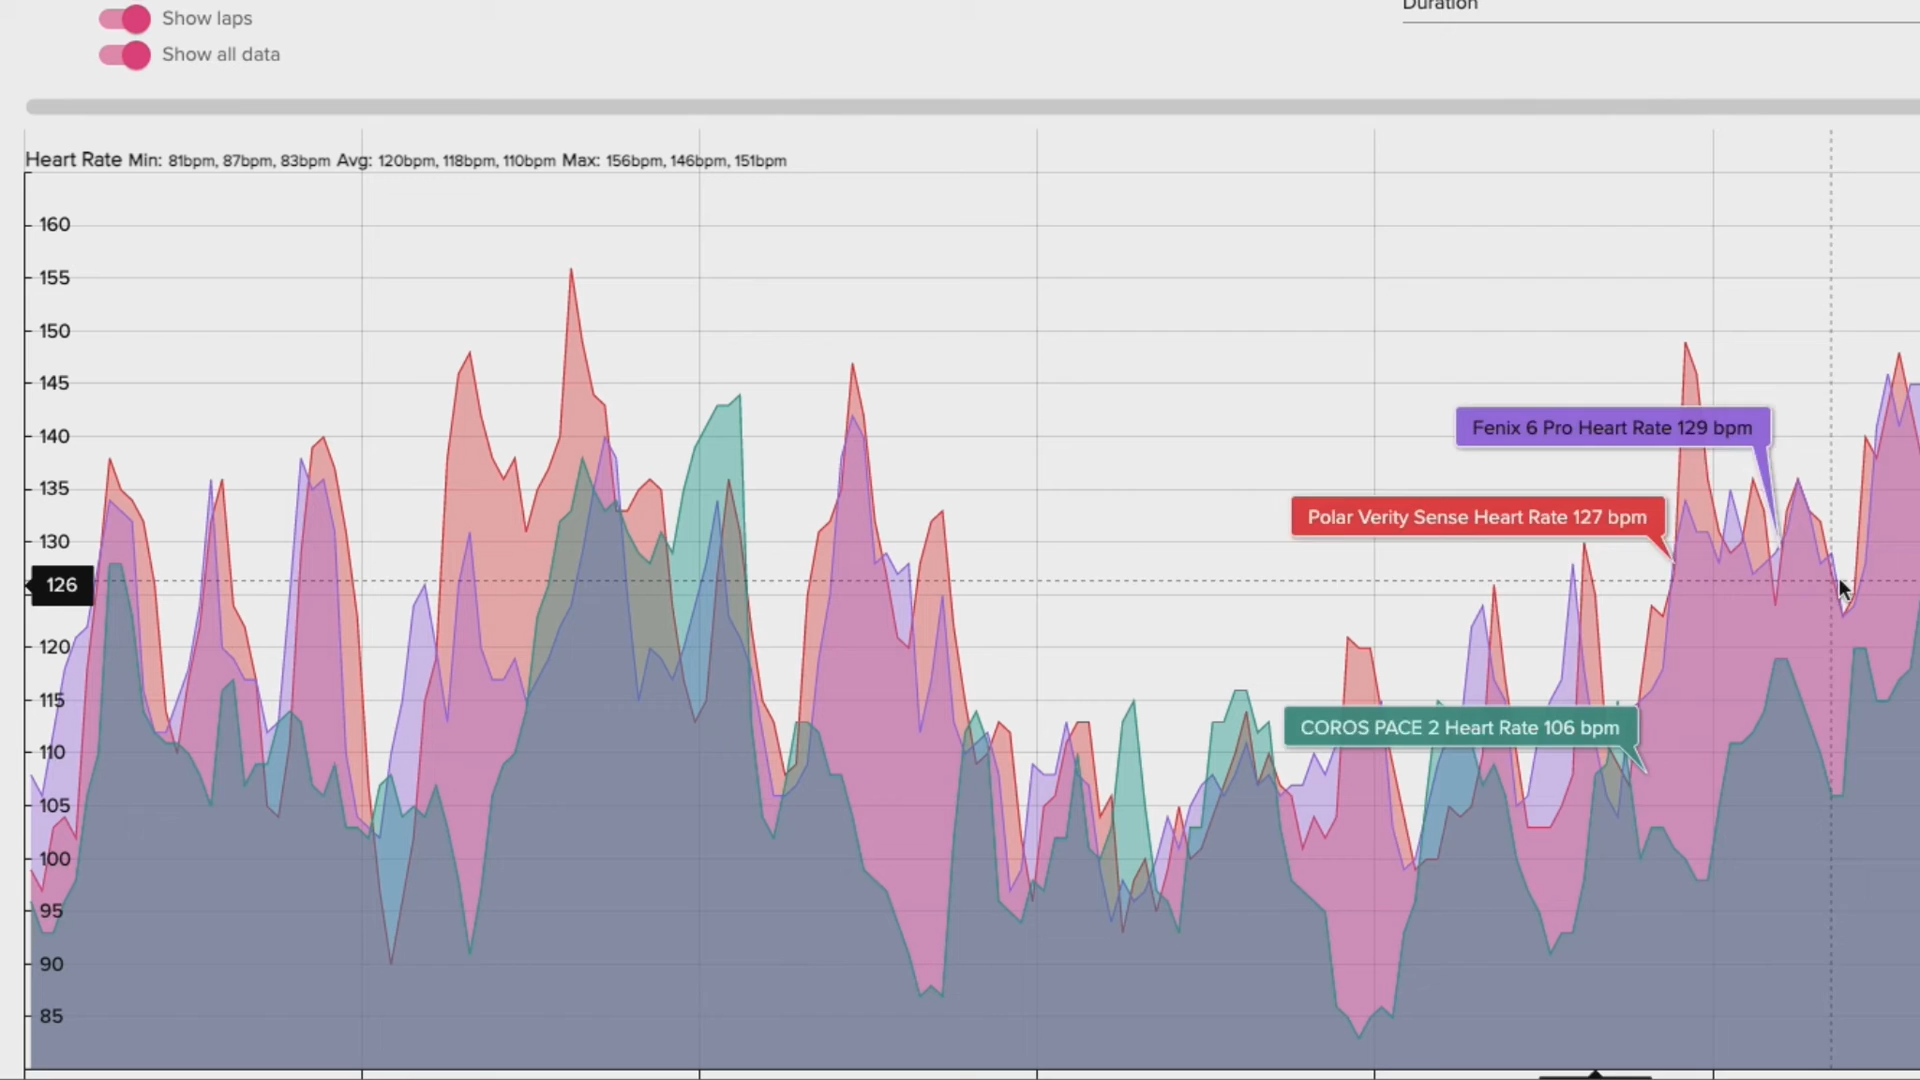 Duration
Show laps
Show all data
Heart Rate Min: 81bpm, 87bpm, 83bpm Avg: 120bpm, 118bpm, 110bpm Max: 156bpm, 146bpm, 151bpm
160
155
150
145
140
Fenix 6 Pro Heart Rate 129 bpm
135
Polar Verity Sense Heart Rate 127 bpm
130
126
120
115
COROS PACE 2 Heart Rate 106 bpm
110
105
100
95
90
85